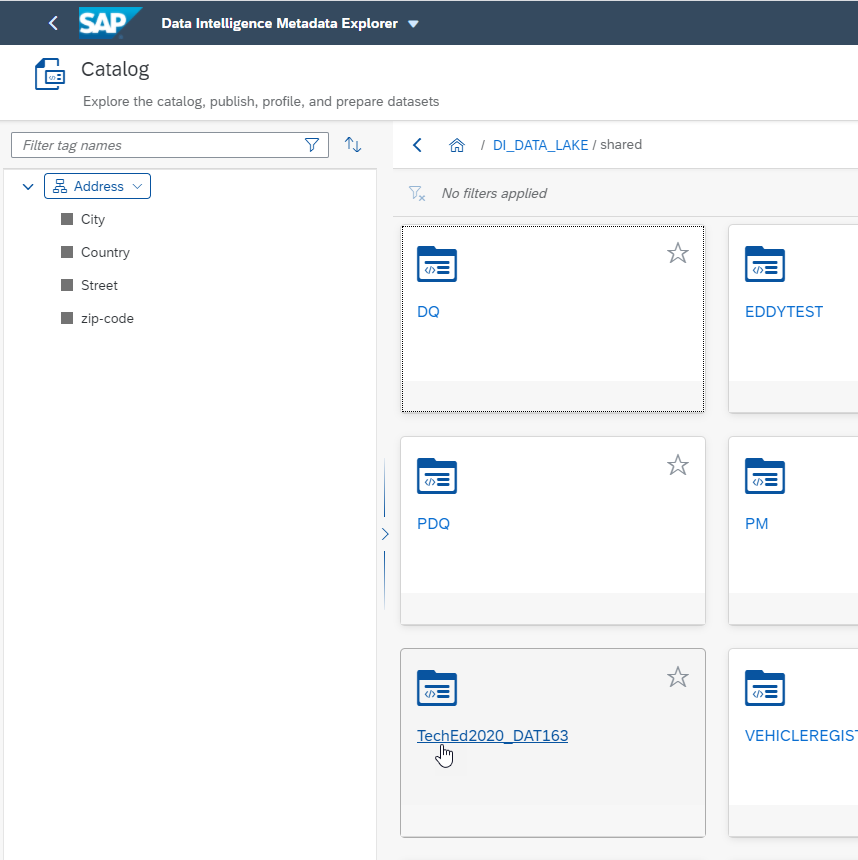 SAP Data Intelligence Metadata Explorer
Catalog
Explore the catalog, publish, profile, and prepare datasets
Filter tag names
/ DI_DATA_LAKE / shared
Address
No filters applied
City
Country
Street
zip-code
DQ
EDDYTEST
PDQ
PM
TechEd2020_DAT163
VEHICLEREGIST